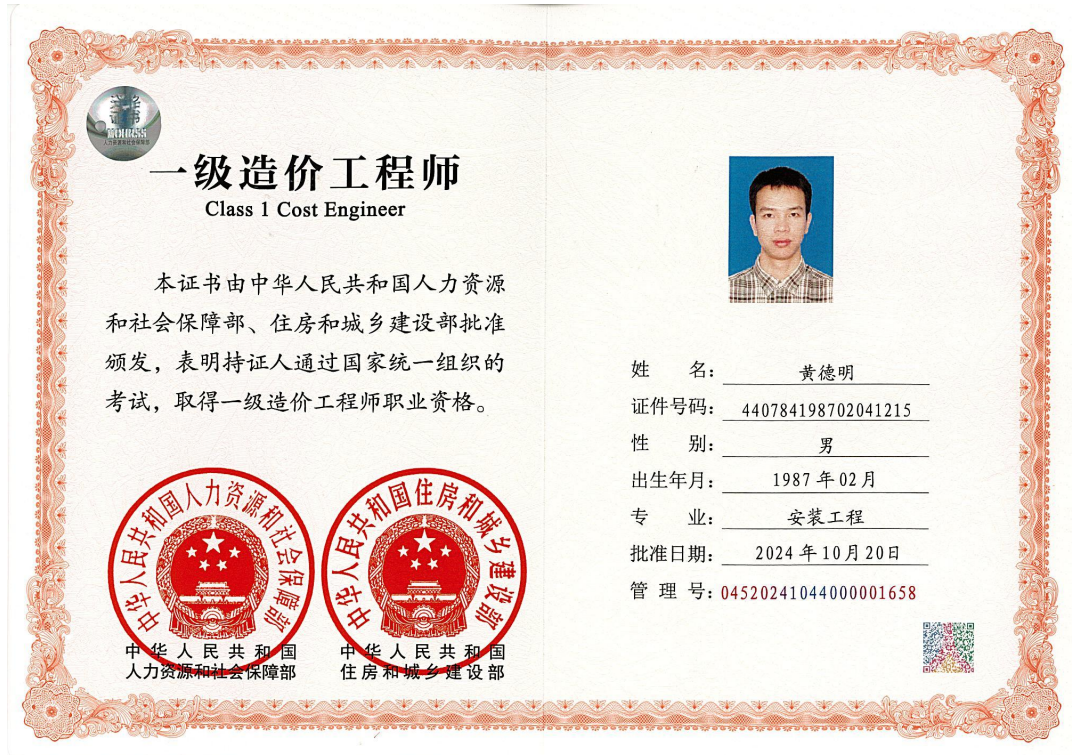 一级造价工程师
Class 1 Cost Engineer
本证书由中华人民共和国人力资源
和社会保障部、住房和城乡建设部批准
颁发，表明持证人通过国家统一组织的
考试，取得一级造价工程师职业资格。
中华人民共和国人力资源和社会保障部
中华人民共和国
人力资源和社会保障部
中华人民共和国住房和城乡建设部
中华人民共和国
住房和城乡建设部
姓 名： 黄德明
证件号码： 440784198702041215
性 别： 男
出生年月： 1987年02月
专 业： 安装工程
批准日期： 2024年10月20日
管 理 号： 04520241044000001658